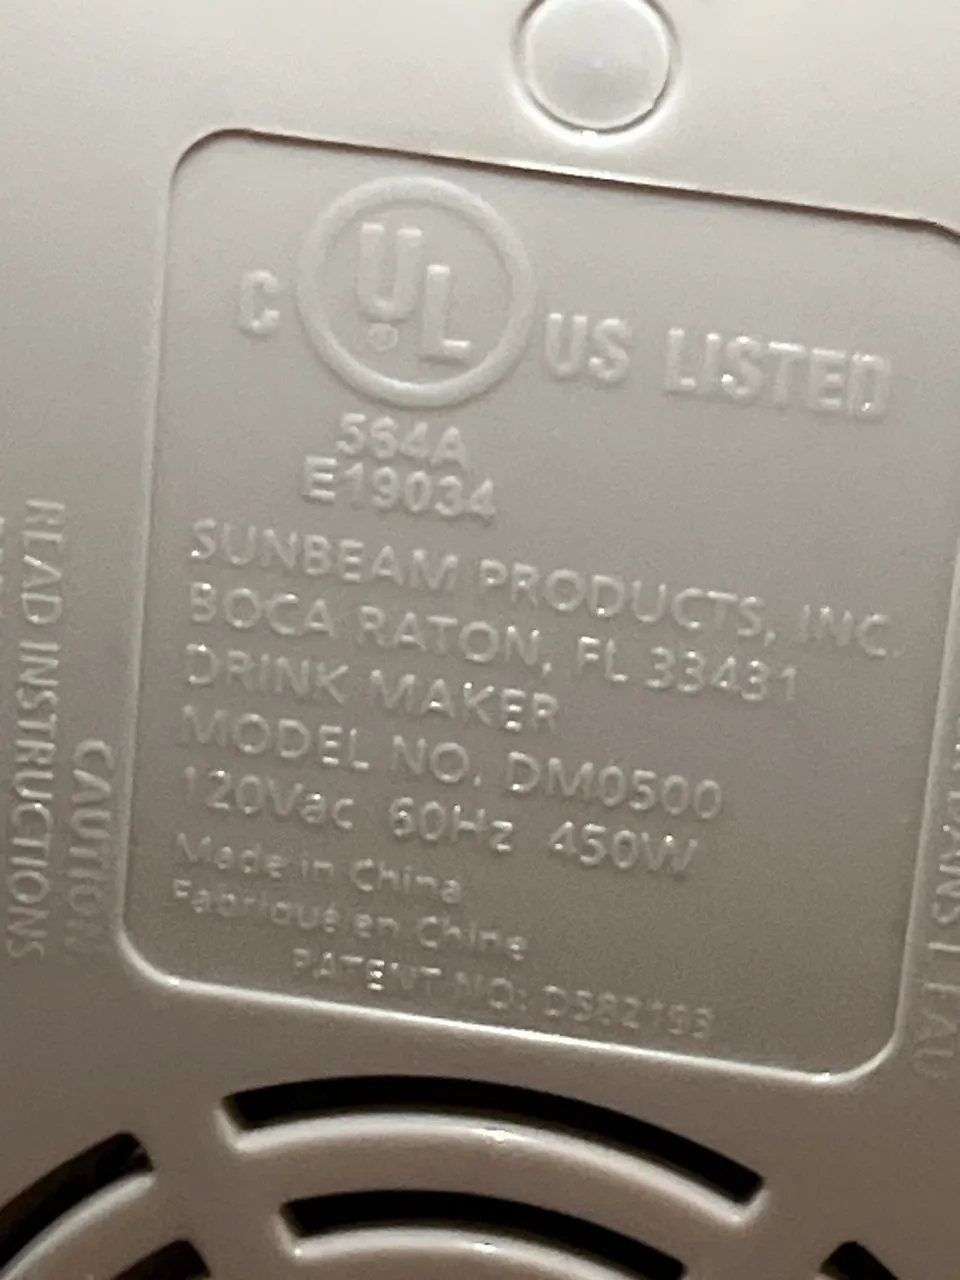 C UL® US LISTED
564A
E19034
SUNBEAM PRODUCTS, INC.
BOCA RATON, FL 33431
DRINK MAKER
MODEL NO. DM0500
120Vac 60Hz 450W
Made in China
Fabriqué en Chine
PATENT NO: D582195
CAUTION
READ INSTRUCTIONS